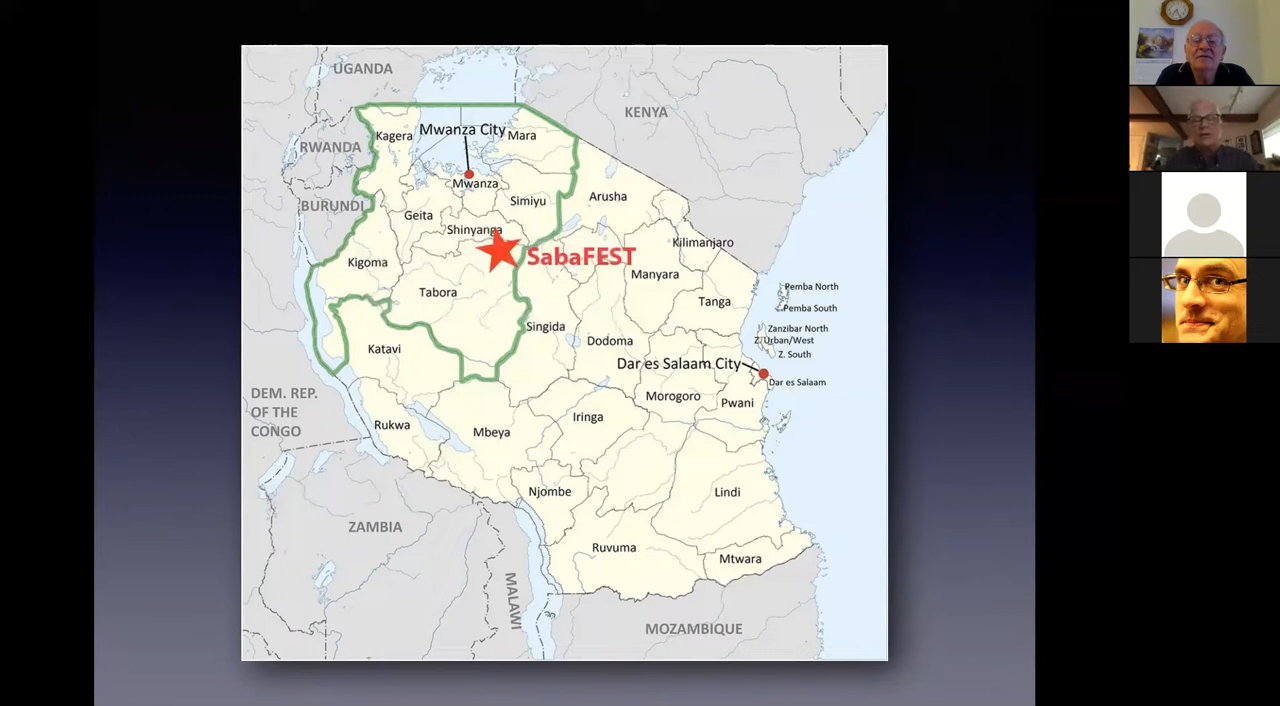 UGANDA
KENYA
Mwanza City
Kagera
Mara
RWANDA
Mwanza
BURUNDI
Simiyu
Arusha
Geita
Shinyanga
Kilimanjaro
SabaFEST
Kigoma
Manyara
Tabora
Pemba North
Tanga
Pemba South
Singida
Zanzibar North
Dodoma
Z. Urban/West
Katavi
Z. South
Dar es Salaam City
Dar es Salaam
DEM. REP.
OF THE
CONGO
Morogoro
Pwani
Iringa
Rukwa
Mbeya
Njombe
Lindi
ZAMBIA
Ruvuma
Mtwara
MALAWI
MOZAMBIQUE